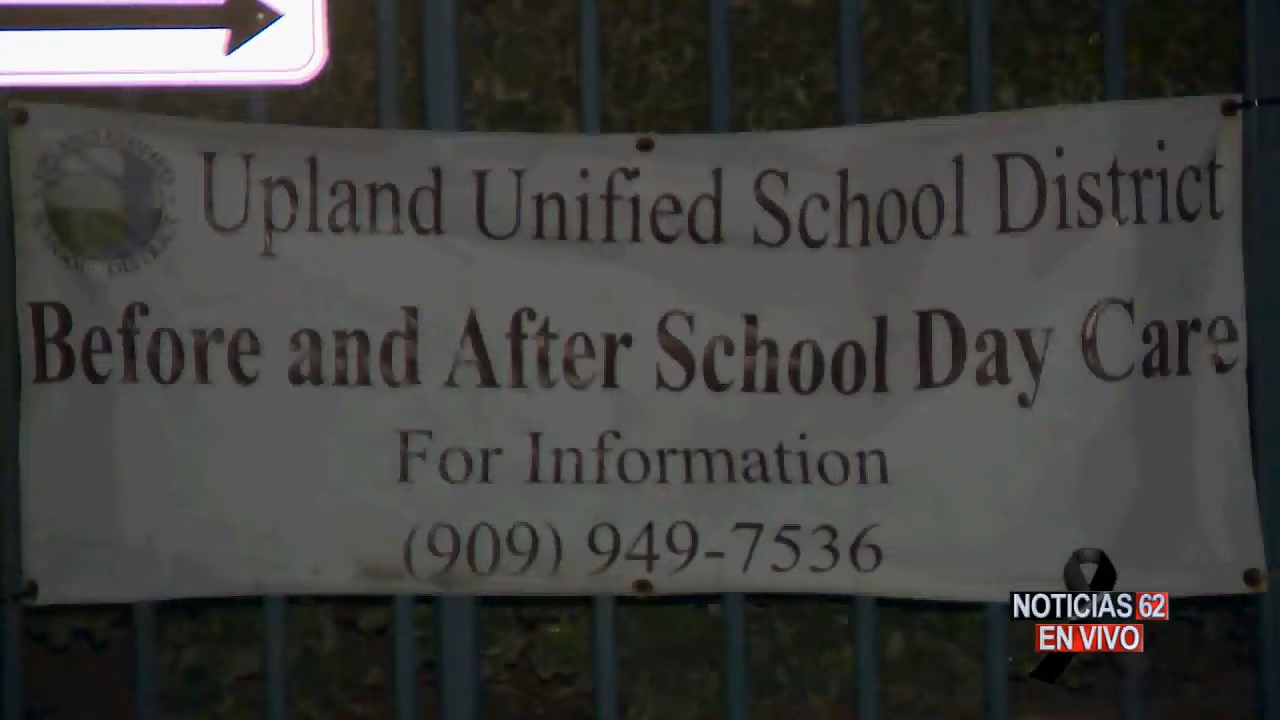 Upland Unified School District
Before and After School Day Care
For Information
(909) 949-7536
NOTICIAS 62
EN VIVO